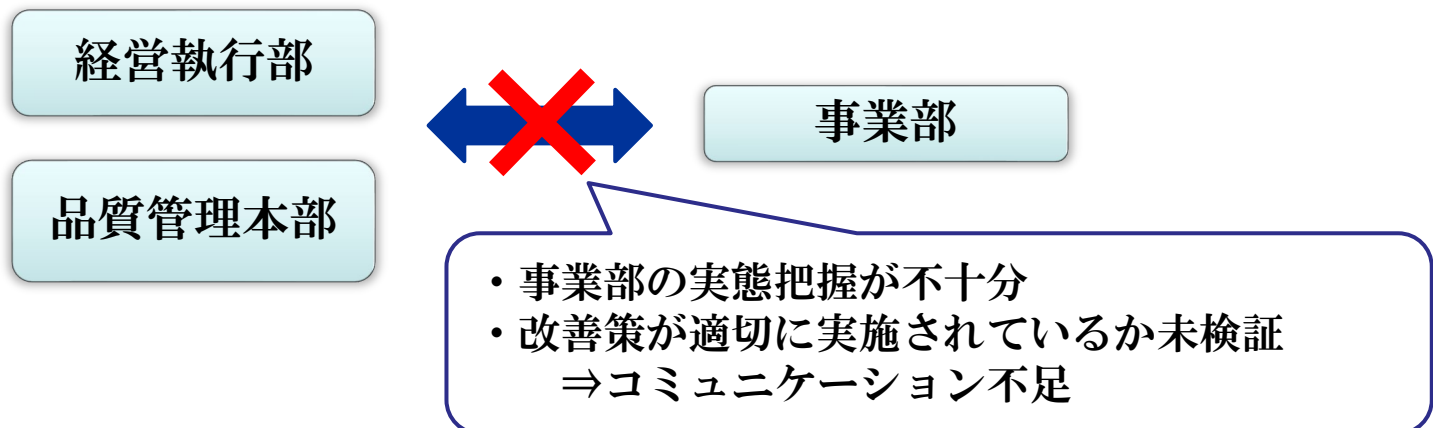 経営執行部
事業部
品質管理本部
・事業部の実態把握が不十分
・改善策が適切に実施されているか未検証
⇒コミュニケーション不足